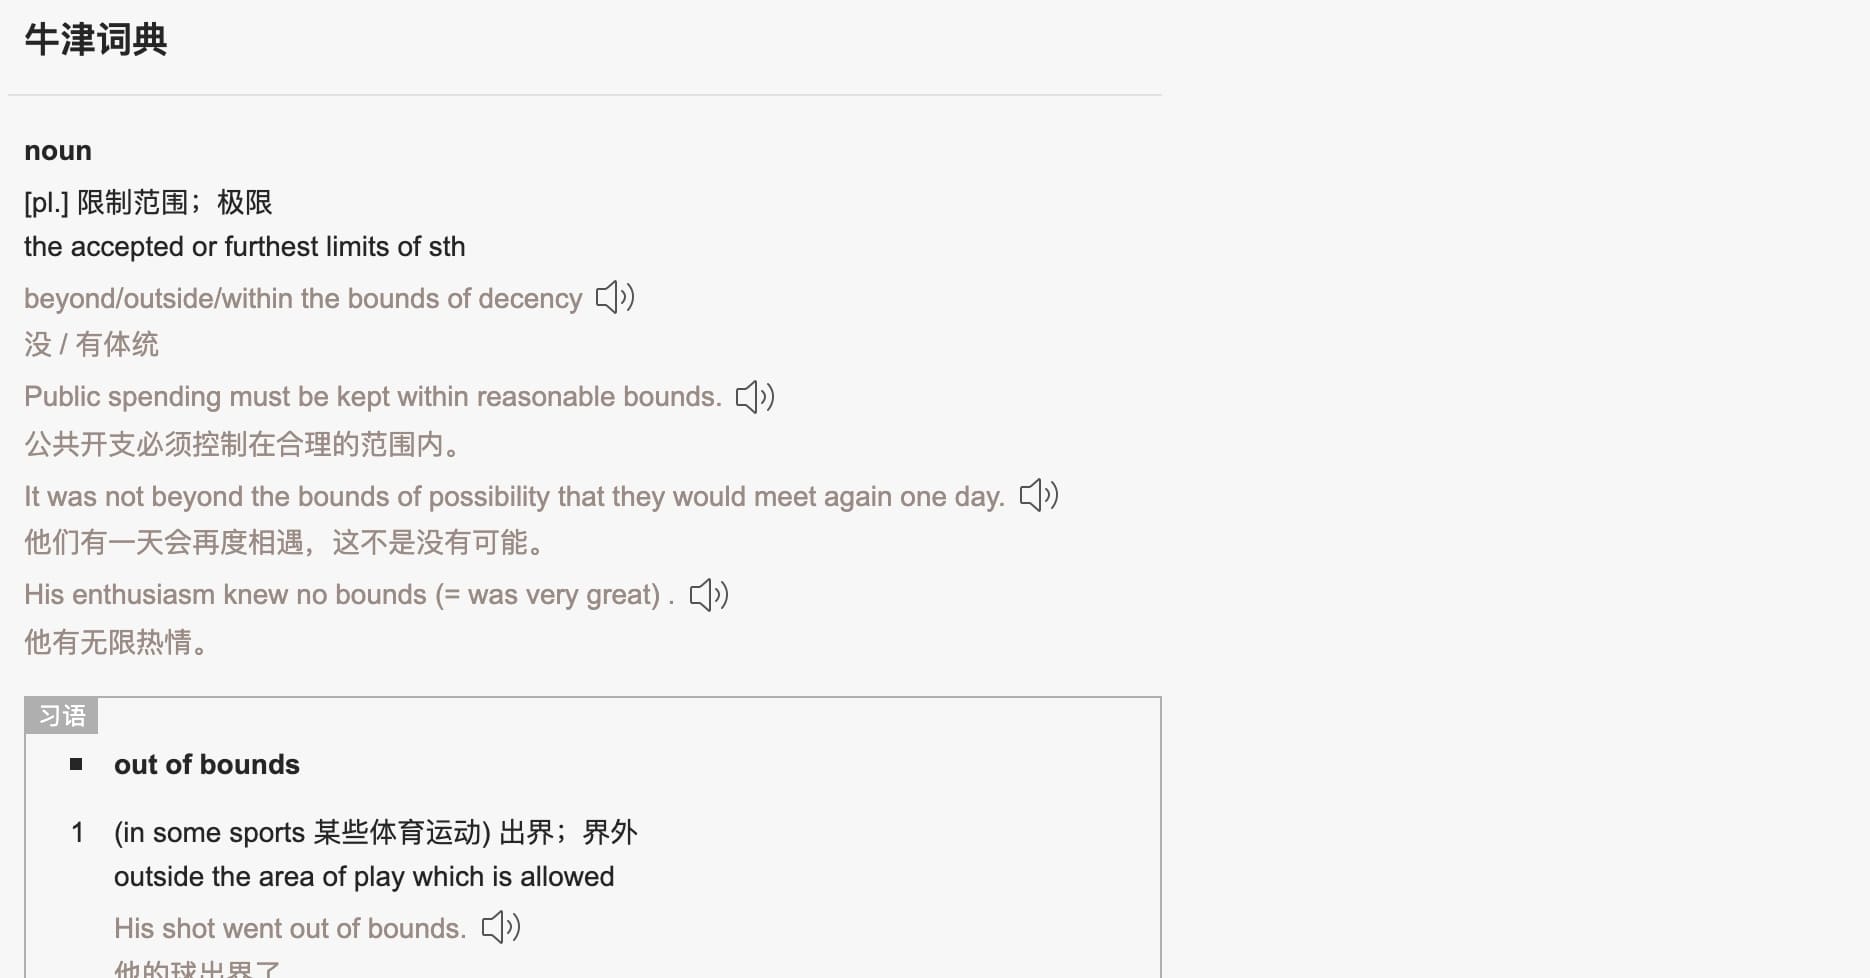 牛津词典
noun
[pl.] 限制范围；极限
the accepted or furthest limits of sth
beyond/outside/within the bounds of decency
没 / 有体统
Public spending must be kept within reasonable bounds.
公共开支必须控制在合理的范围内。
It was not beyond the bounds of possibility that they would meet again one day.
他们有一天会再度相遇，这不是没有可能。
His enthusiasm knew no bounds (= was very great) .
他有无限热情。
习语
■ out of bounds
1 (in some sports 某些体育运动) 出界；界外
outside the area of play which is allowed
His shot went out of bounds.
他的球出界了